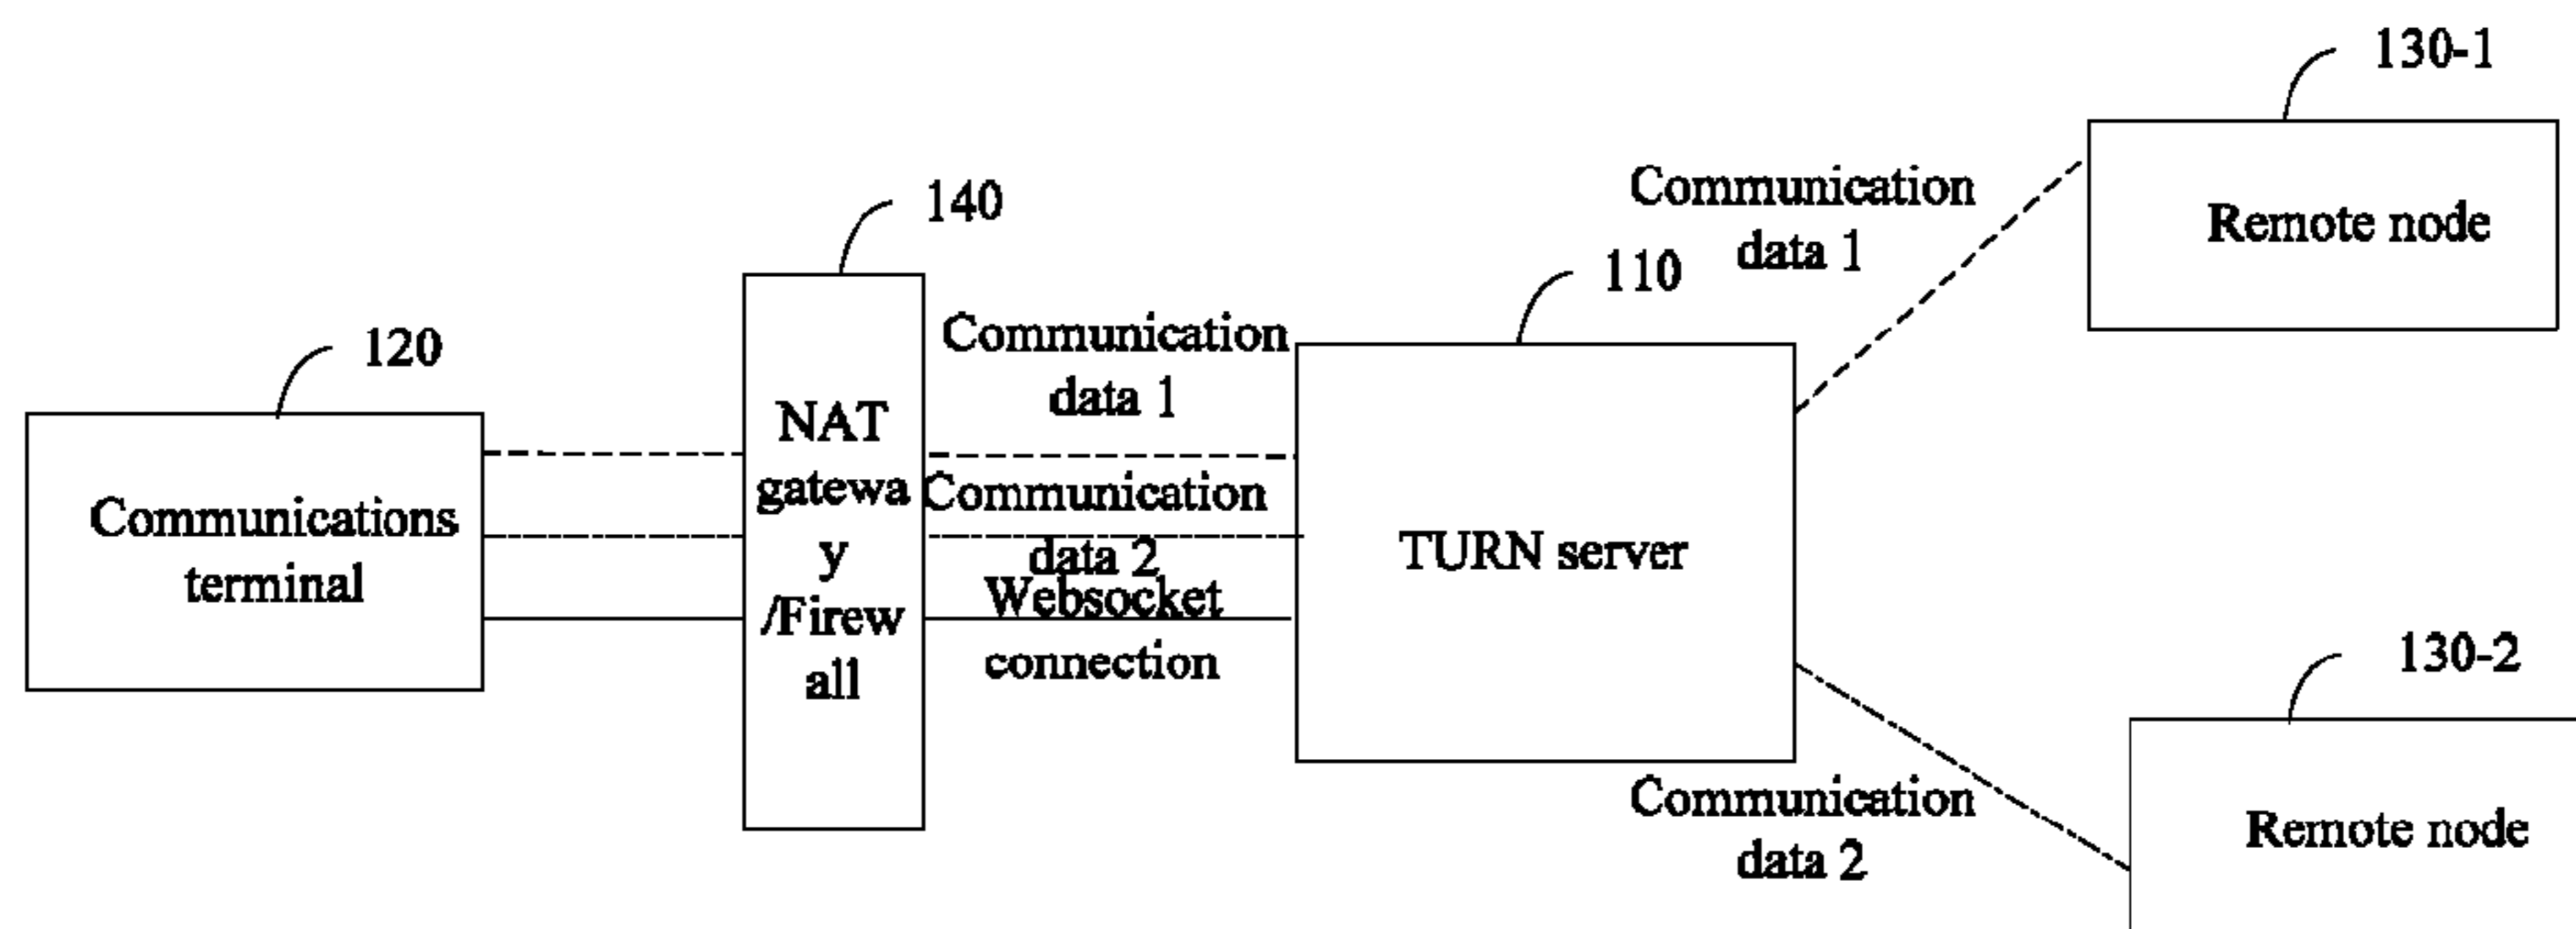 130-1
Remote node
Communication
data 1
140
110
120
Communication
data 1
NAT
gatewa
y
/Firew
all
Communications
terminal
Communication
data 2
Websocket
connection
TURN server
130-2
Communication
data 2
Remote node